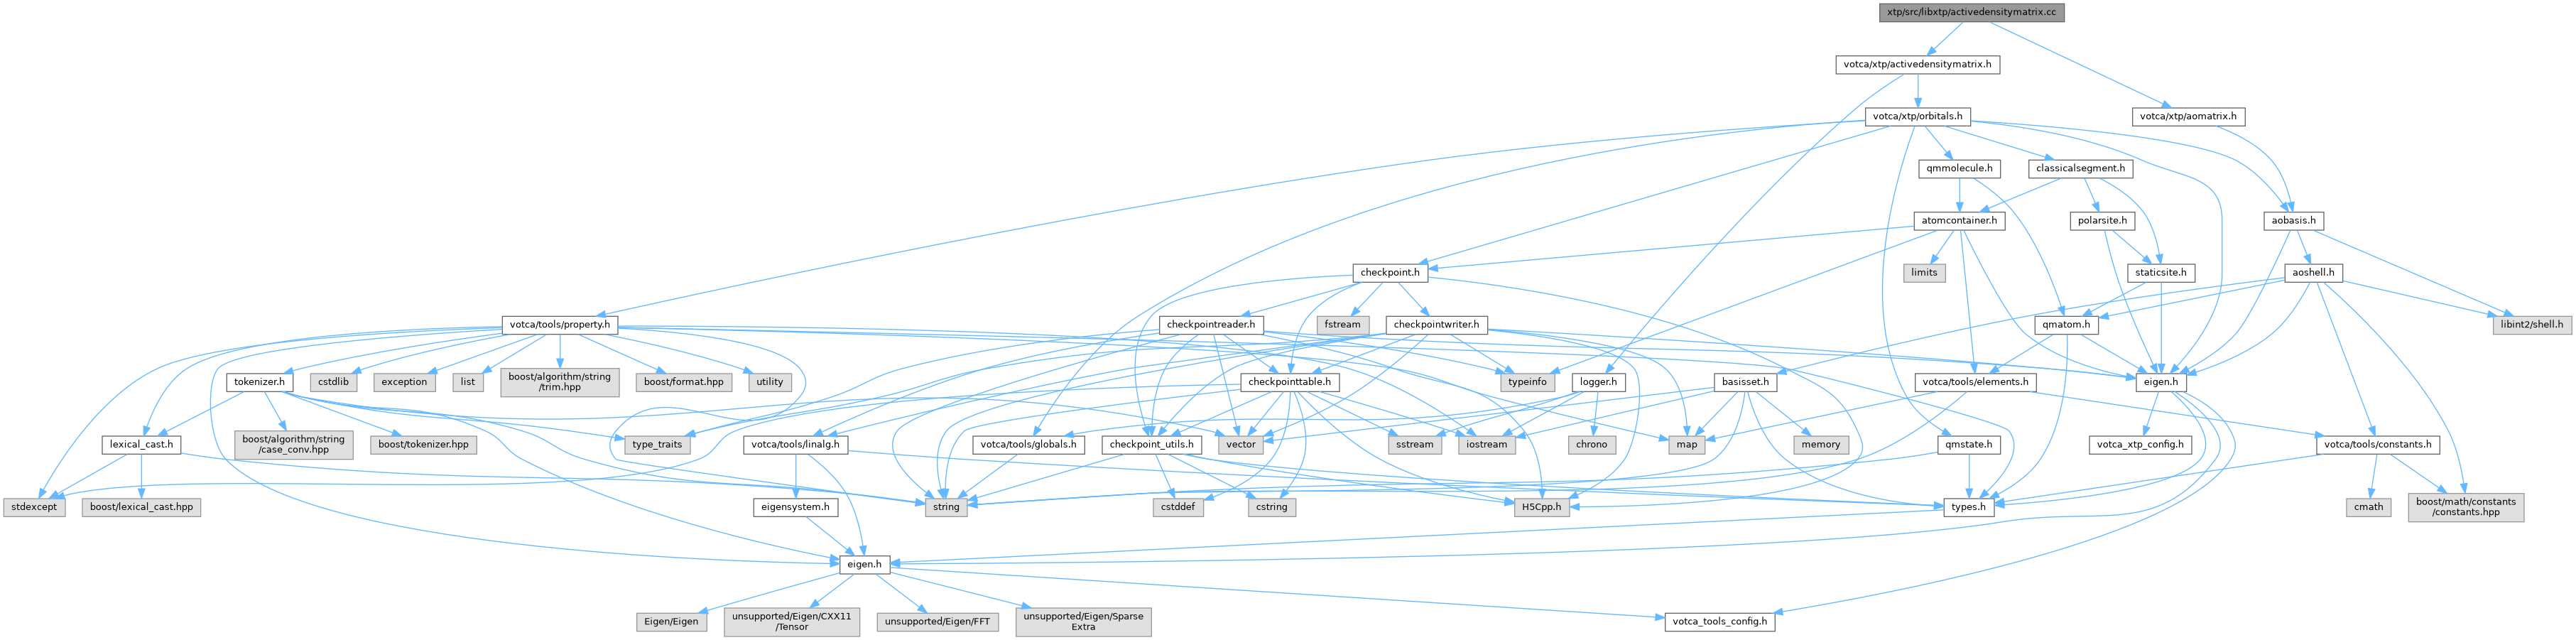 xtp/src/libxtp/activedensitymatrix.cc
votca/xtp/activedensitymatrix.h
votca/xtp/orbitals.h
votca/xtp/aomatrix.h
qmmolecule.h
classicalsegment.h
atomcontainer.h
polarsite.h
aobasis.h
checkpoint.h
limits
staticsite.h
aoshell.h
votca/tools/property.h
fstream
checkpointreader.h
checkpointwriter.h
qmatom.h
libint2/shell.h
tokenizer.h
cstdlib
exception
list
boost/algorithm/string
/trim.hpp
boost/format.hpp
utility
checkpointtable.h
typeinfo
logger.h
basisset.h
votca/tools/elements.h
eigen.h
lexical_cast.h
boost/algorithm/string
/case_conv.hpp
boost/tokenizer.hpp
type_traits
votca/tools/linalg.h
vector
votca/tools/globals.h
checkpoint_utils.h
sstream
iostream
chrono
map
memory
qmstate.h
votca_xtp_config.h
votca/tools/constants.h
stdexcept
boost/lexical_cast.hpp
eigensystem.h
string
cstddef
cstring
H5Cpp.h
types.h
cmath
boost/math/constants
/constants.hpp
eigen.h
Eigen/Eigen
unsupported/Eigen/CXX11
/Tensor
unsupported/Eigen/FFT
unsupported/Eigen/Sparse
Extra
votca_tools_config.h